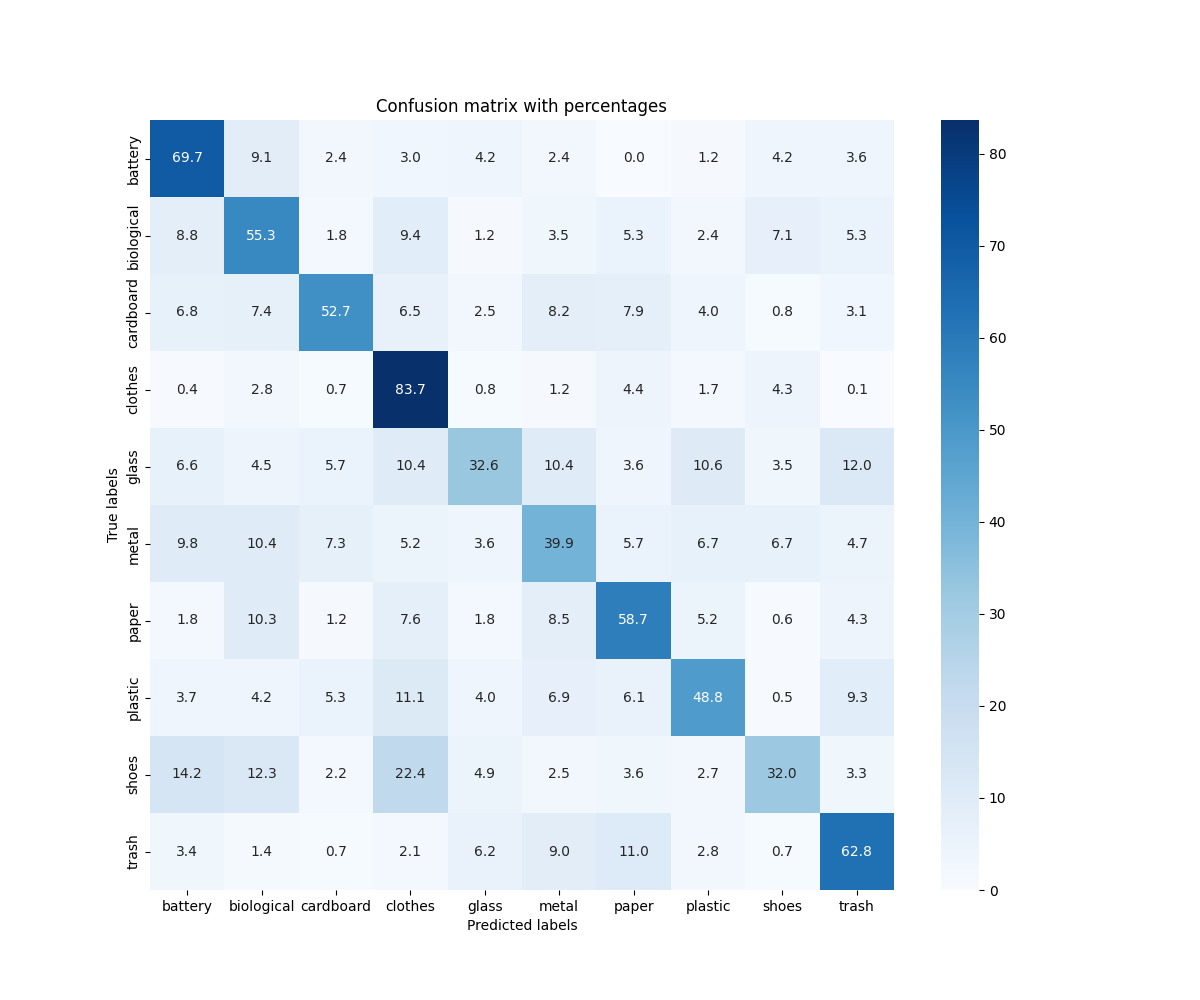 Confusion matrix with percentages
battery 69.7 9.1 2.4 3.0 4.2 2.4 0.0 1.2 4.2 3.6
biological 8.8 55.3 1.8 9.4 1.2 3.5 5.3 2.4 7.1 5.3
cardboard 6.8 7.4 52.7 6.5 2.5 8.2 7.9 4.0 0.8 3.1
clothes 0.4 2.8 0.7 83.7 0.8 1.2 4.4 1.7 4.3 0.1
glass 6.6 4.5 5.7 10.4 32.6 10.4 3.6 10.6 3.5 12.0
metal 9.8 10.4 7.3 5.2 3.6 39.9 5.7 6.7 6.7 4.7
paper 1.8 10.3 1.2 7.6 1.8 8.5 58.7 5.2 0.6 4.3
plastic 3.7 4.2 5.3 11.1 4.0 6.9 6.1 48.8 0.5 9.3
shoes 14.2 12.3 2.2 22.4 4.9 2.5 3.6 2.7 32.0 3.3
trash 3.4 1.4 0.7 2.1 6.2 9.0 11.0 2.8 0.7 62.8
battery biological cardboard clothes glass metal paper plastic shoes trash
Predicted labels
True labels
80
70
60
50
40
30
20
10
0